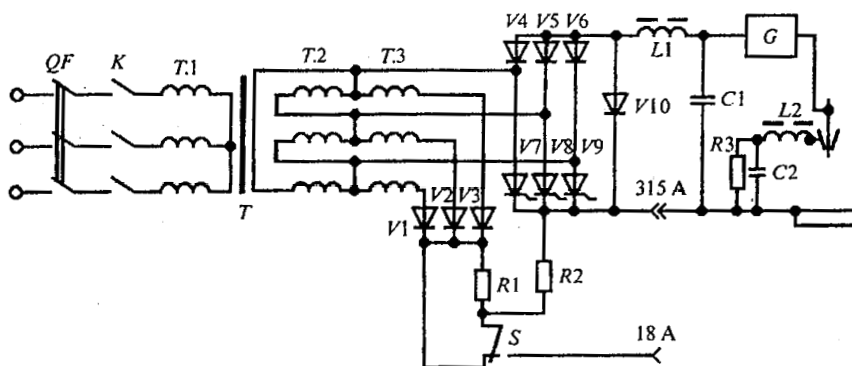 V4 V5 V6
L1
G
QF K T.1 T.2 T.3
C1
V10
L2
R3
V7 V8 V9
C2
T
V2 V3
315 A
V1
R1 R2
S
18 A